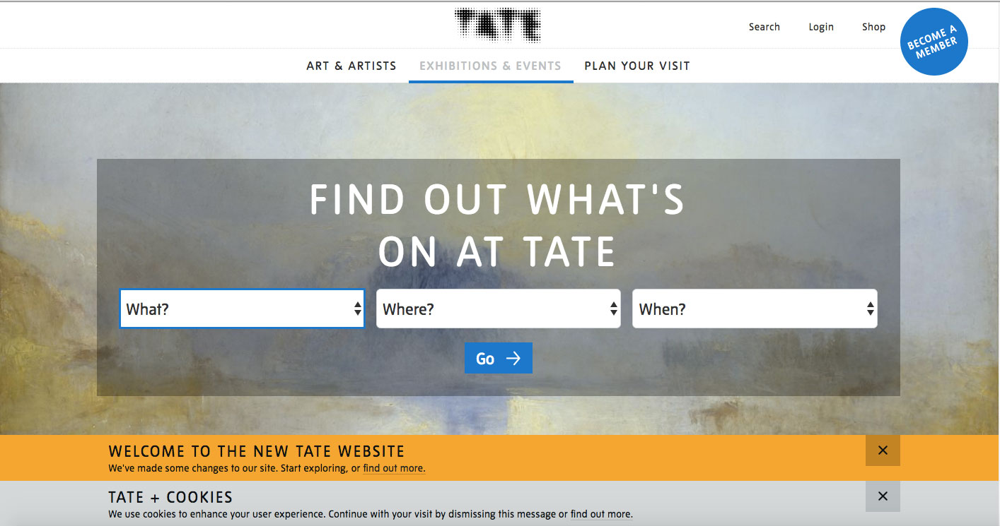 TATE
Search Login Shop
BECOME A
MEMBER
ART & ARTISTS EXHIBITIONS & EVENTS PLAN YOUR VISIT
FIND OUT WHAT'S
ON AT TATE
What? Where? When?
Go
WELCOME TO THE NEW TATE WEBSITE
We've made some changes to our site. Start exploring, or find out more.
TATE + COOKIES
We use cookies to enhance your user experience. Continue with your visit by dismissing this message or find out more.